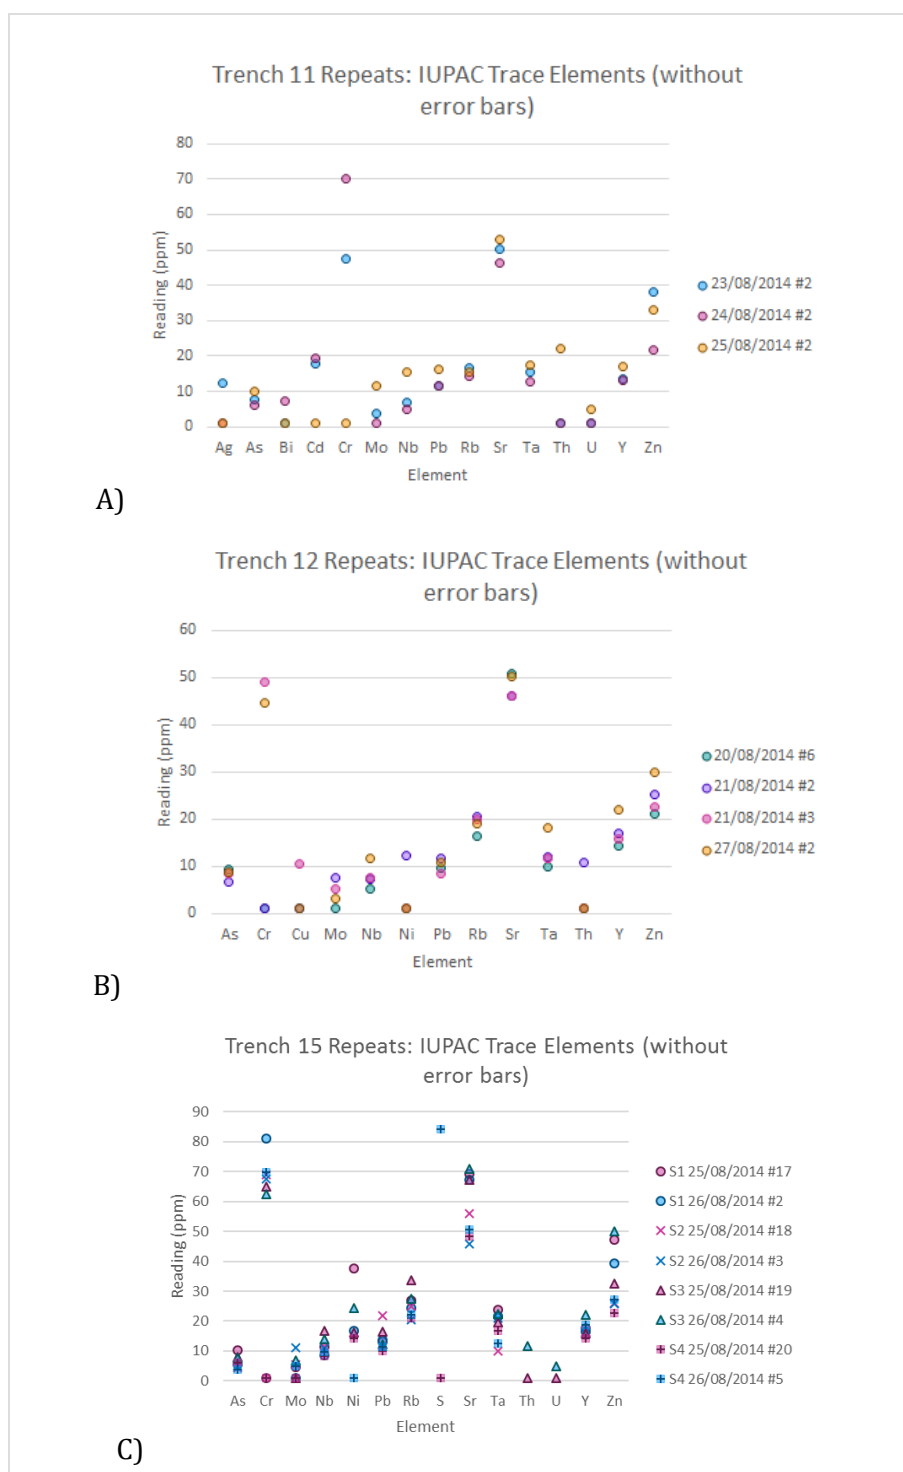 Trench 11 Repeats: IUPAC Trace Elements (without
error bars)
80
70
60
50
40
30
20
10
0
Reading (ppm)
Ag As Bi Cd Cr Mo Nb Pb Rb Sr Ta Th U Y Zn
Element
23/08/2014 #2
24/08/2014 #2
25/08/2014 #2
A)
Trench 12 Repeats: IUPAC Trace Elements (without
error bars)
60
50
40
30
20
10
0
Reading (ppm)
As Cr Cu Mo Nb Ni Pb Rb Sr Ta Th Y Zn
Element
20/08/2014 #6
21/08/2014 #2
21/08/2014 #3
27/08/2014 #2
B)
Trench 15 Repeats: IUPAC Trace Elements (without
error bars)
90
80
70
60
50
40
30
20
10
0
Reading (ppm)
As Cr Mo Nb Ni Pb Rb S Sr Ta Th U Y Zn
Element
S1 25/08/2014 #17
S1 26/08/2014 #2
S2 25/08/2014 #18
S2 26/08/2014 #3
S3 25/08/2014 #19
S3 26/08/2014 #4
S4 25/08/2014 #20
S4 26/08/2014 #5
C)